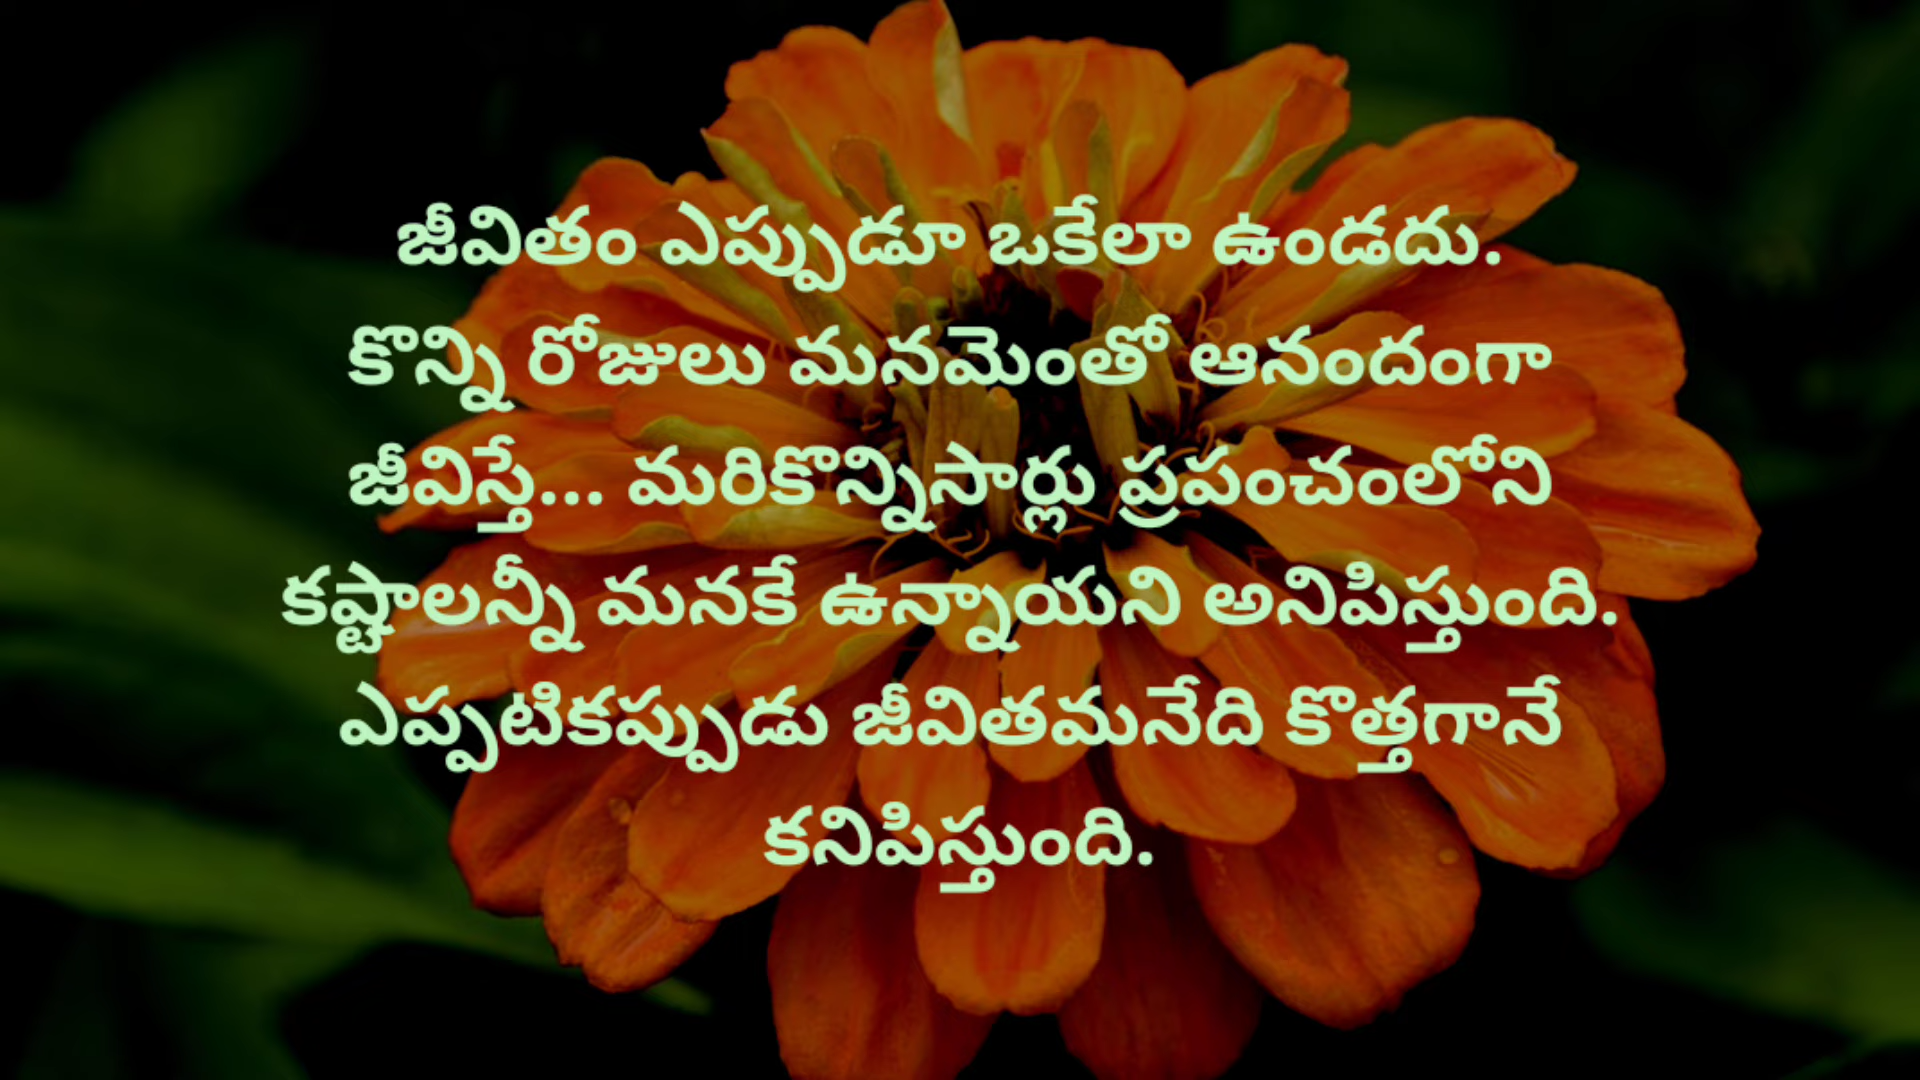 జీవితం ఎప్పుడూ ఒకేలా ఉండదు.
కొన్ని రోజులు మనమెంతో ఆనందంగా
జీవిస్తే... మరికొన్నిసార్లు ప్రపంచంలోని
కష్టాలన్నీ మనకే ఉన్నాయని అనిపిస్తుంది.
ఎప్పటికప్పుడు జీవితమనేది కొత్తగానే
కనిపిస్తుంది.